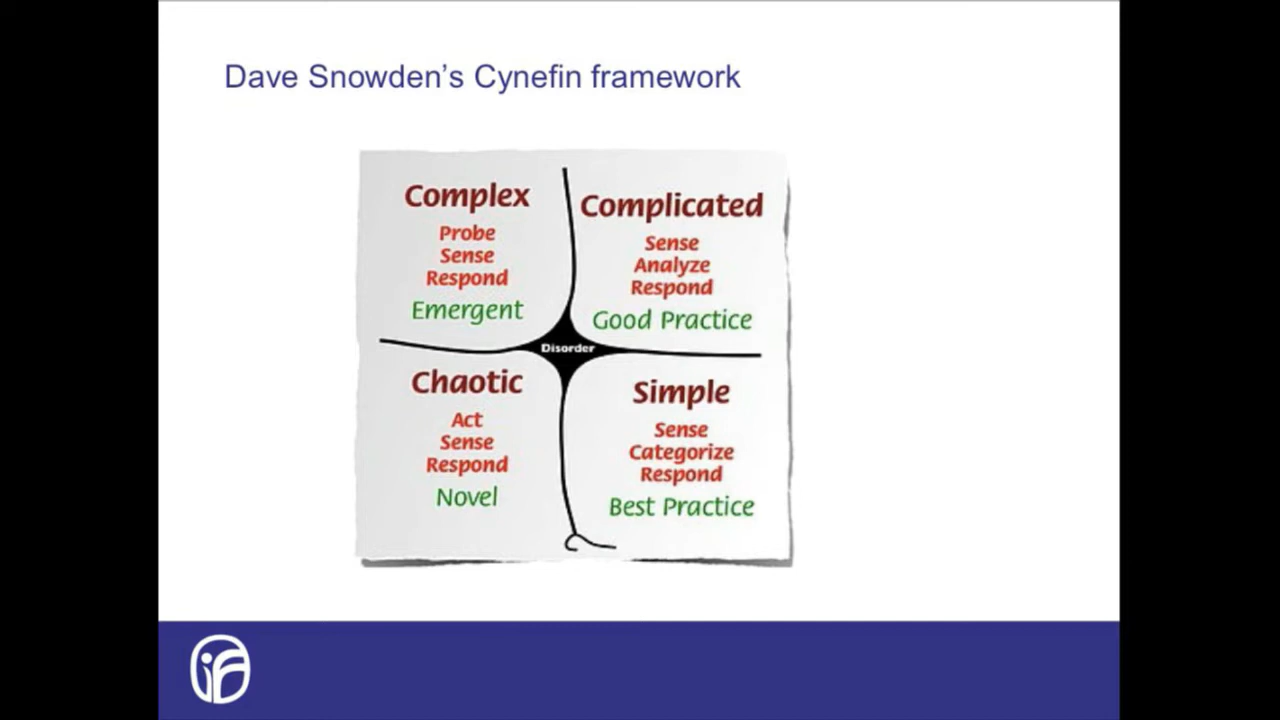 Dave Snowden’s Cynefin framework
Complex
Probe
Sense
Respond
Emergent
Complicated
Sense
Analyze
Respond
Good Practice
Disorder
Chaotic
Act
Sense
Respond
Novel
Simple
Sense
Categorize
Respond
Best Practice